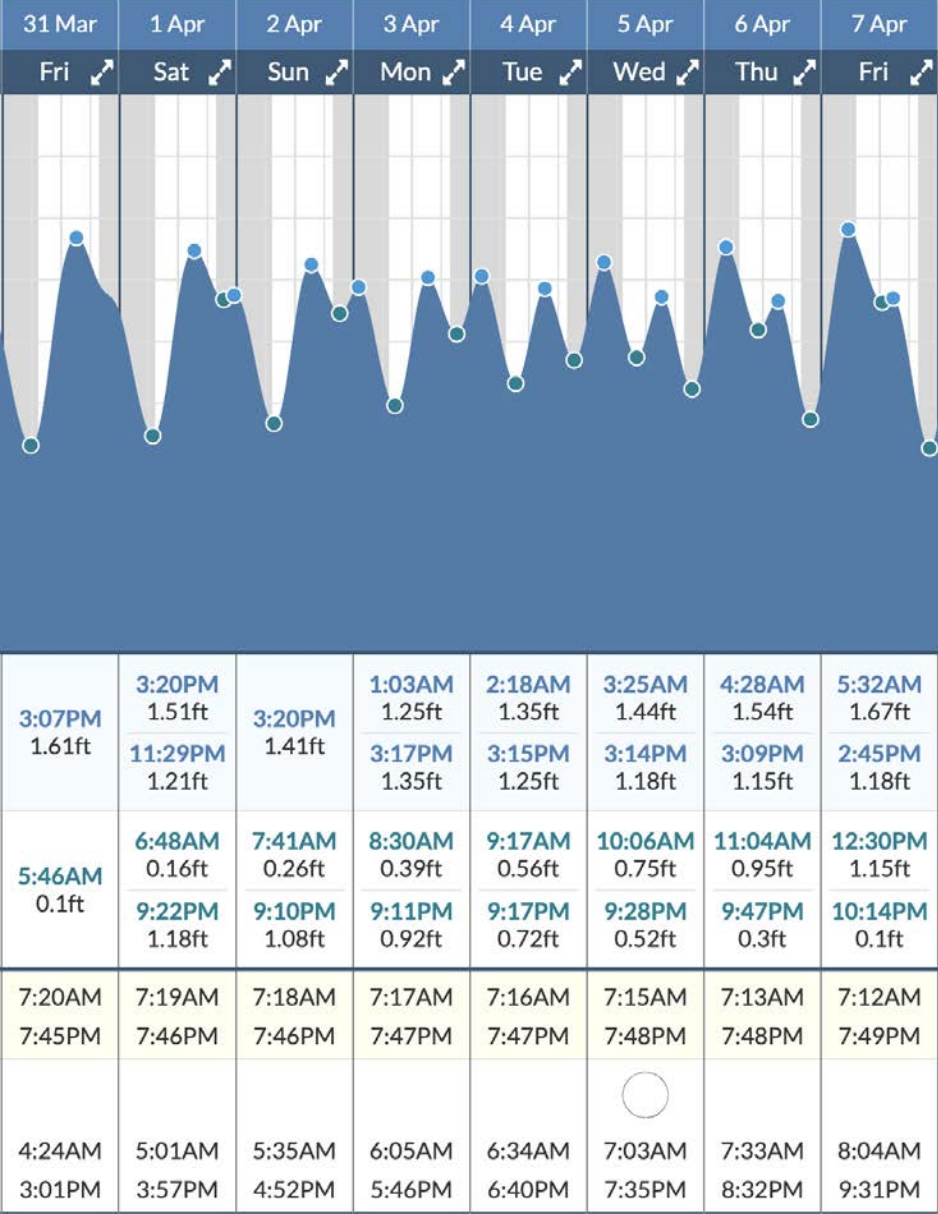 31 Mar 1 Apr 2 Apr 3 Apr 4 Apr 5 Apr 6 Apr 7 Apr
Fri Sat Sun Mon Tue Wed Thu Fri
3:20PM 1:03AM 2:18AM 3:25AM 4:28AM 5:32AM
1.51ft 1.25ft 1.35ft 1.44ft 1.54ft 1.67ft
3:07PM 3:20PM
1.61ft 1.41ft
11:29PM 3:17PM 3:15PM 3:14PM 3:09PM 2:45PM
1.21ft 1.35ft 1.25ft 1.18ft 1.15ft 1.18ft
6:48AM 7:41AM 8:30AM 9:17AM 10:06AM 11:04AM 12:30PM
0.16ft 0.26ft 0.39ft 0.56ft 0.75ft 0.95ft 1.15ft
5:46AM
0.1ft
9:22PM 9:10PM 9:11PM 9:17PM 9:28PM 9:47PM 10:14PM
1.18ft 1.08ft 0.92ft 0.72ft 0.52ft 0.3ft 0.1ft
7:20AM 7:19AM 7:18AM 7:17AM 7:16AM 7:15AM 7:13AM 7:12AM
7:45PM 7:46PM 7:46PM 7:47PM 7:47PM 7:48PM 7:48PM 7:49PM
4:24AM 5:01AM 5:35AM 6:05AM 6:34AM 7:03AM 7:33AM 8:04AM
3:01PM 3:57PM 4:52PM 5:46PM 6:40PM 7:35PM 8:32PM 9:31PM